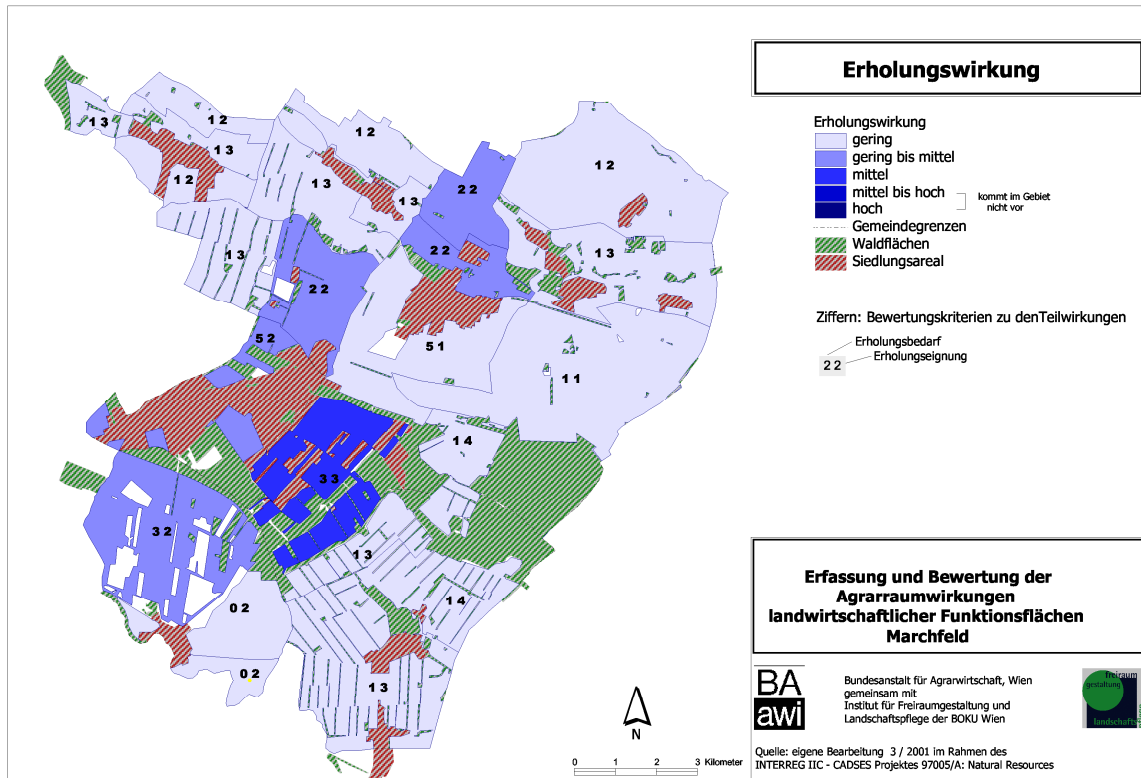 Erholungswirkung
Erholungswirkung
gering
gering bis mittel
mittel
mittel bis hoch
hoch
kommt im Gebiet
nicht vor
Gemeindegrenzen
Waldflächen
Siedlungsareal
Ziffern: Bewertungskriterien zu denTeilwirkungen
Erholungsbedarf
Erholungseignung
2 2
1 3
1 2
1 3
1 2
1 2
1 3
1 3
2 2
1 2
2 2
1 3
1 3
2 2
5 2
5 1
1 1
1 4
3 3
3 2
1 3
1 4
0 2
0 2
1 3
N
0 1 2 3 Kilometer
Erfassung und Bewertung der
Agrarraumwirkungen
landwirtschaftlicher Funktionsflächen
Marchfeld
BA
awi
Bundesanstalt für Agrarwirtschaft, Wien
gemeinsam mit
Institut für Freiraumgestaltung und
Landschaftspflege der BOKU Wien
freiraum
gestaltung
landschafts
Quelle: eigene Bearbeitung 3 / 2001 im Rahmen des
INTERREG IIC - CADSES Projektes 97005/A: Natural Resources